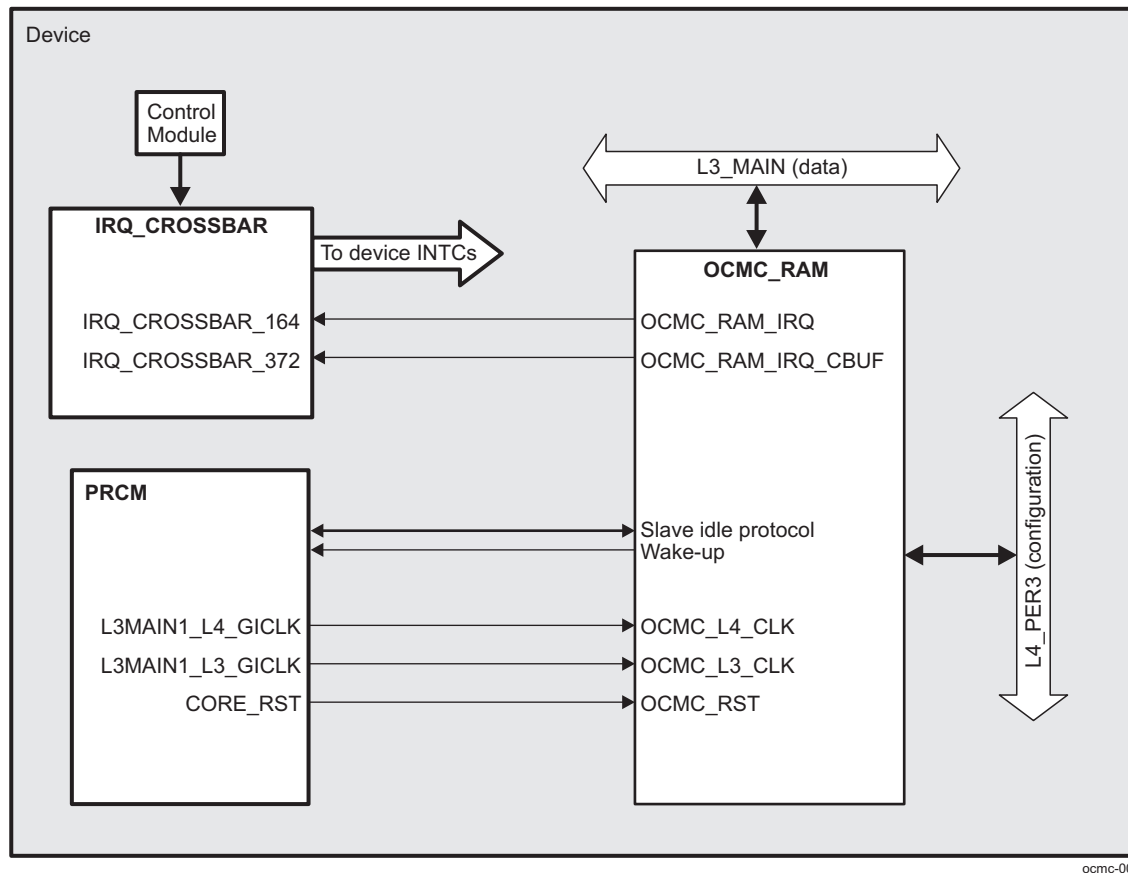 Device
Control
Module
L3_MAIN (data)
IRQ_CROSSBAR
To device INTCs
OCMC_RAM
IRQ_CROSSBAR_164
OCMC_RAM_IRQ
IRQ_CROSSBAR_372
OCMC_RAM_IRQ_CBUF
L4_PER3 (configuration)
PRCM
Slave idle protocol
Wake-up
L3MAIN1_L4_GICLK
OCMC_L4_CLK
L3MAIN1_L3_GICLK
OCMC_L3_CLK
CORE_RST
OCMC_RST